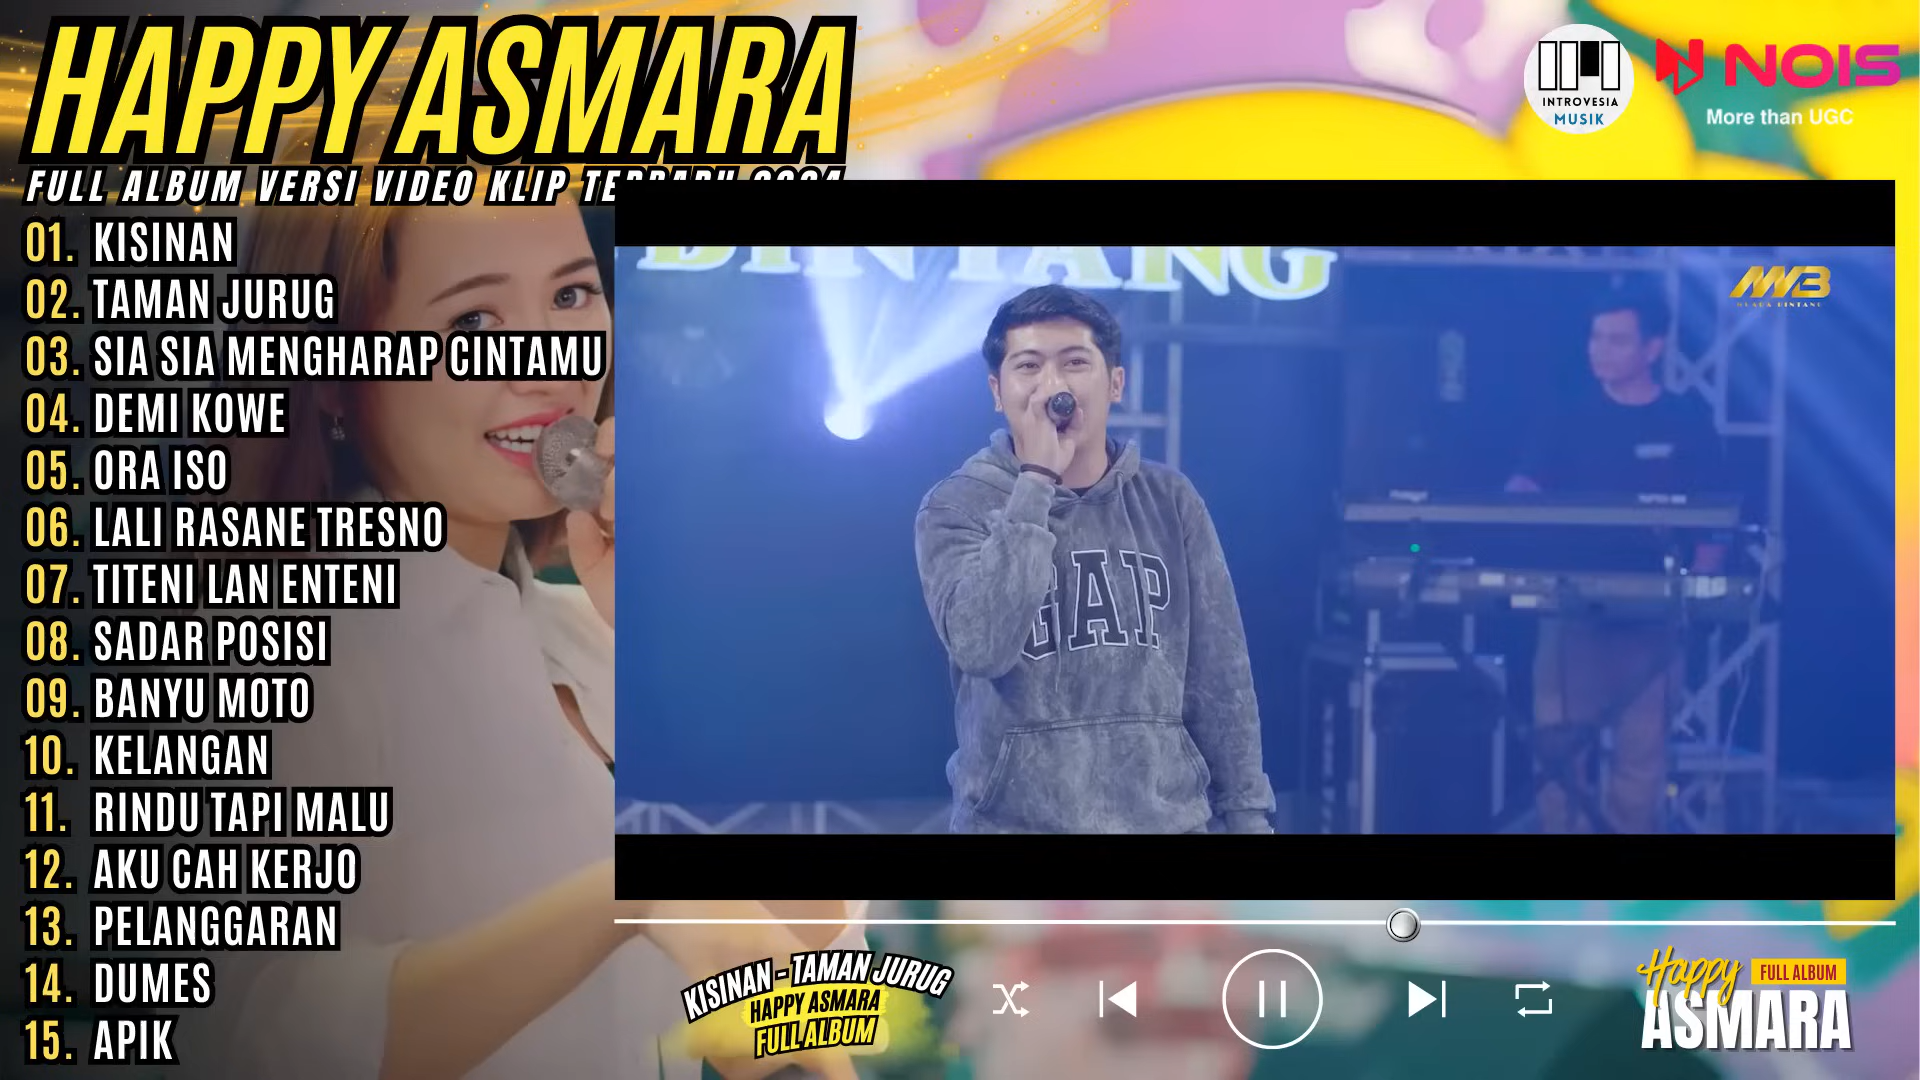 HAPPY ASMARA
FULL ALBUM VERSI VIDEO KLIP
INTROVESIA
MUSIK
NOIS
More than UGC
01. KISINAN
02. TAMAN JURUG
03. SIA SIA MENGHARAP CINTAMU
04. DEMI KOWE
05. ORA ISO
06. LALI RASANE TRESNO
07. TITENI LAN ENTENI
08. SADAR POSISI
09. BANYU MOTO
10. KELANGAN
11. RINDU TAPI MALU
12. AKU CAH KERJO
13. PELANGGARAN
14. DUMES
15. APIK
BINTANG
MB
GAP
KISINAN - TAMAN JURUG
HAPPY ASMARA
FULL ALBUM
Happy
FULL ALBUM
ASMARA